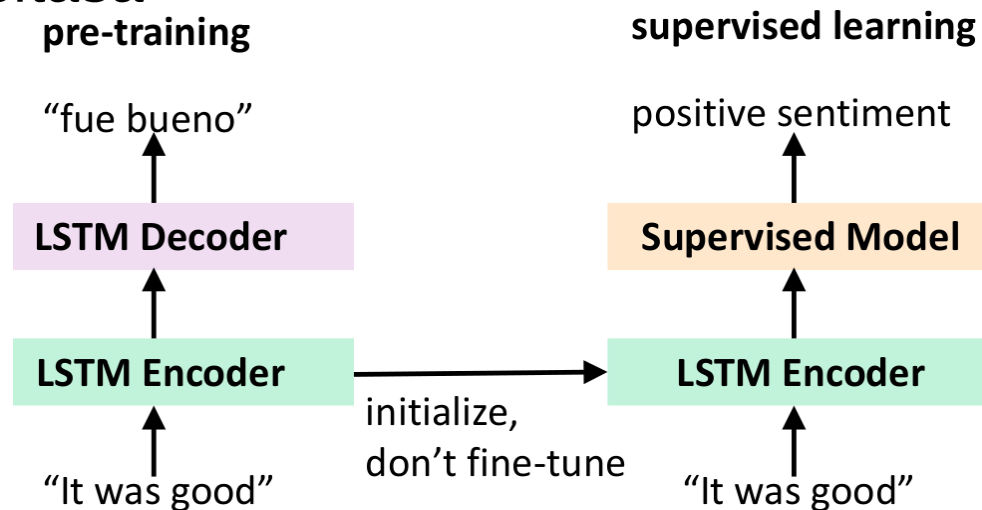 pre-training
"fue bueno"
LSTM Decoder
LSTM Encoder
"It was good"
initialize,
don't fine-tune
supervised learning
positive sentiment
Supervised Model
LSTM Encoder
"It was good"